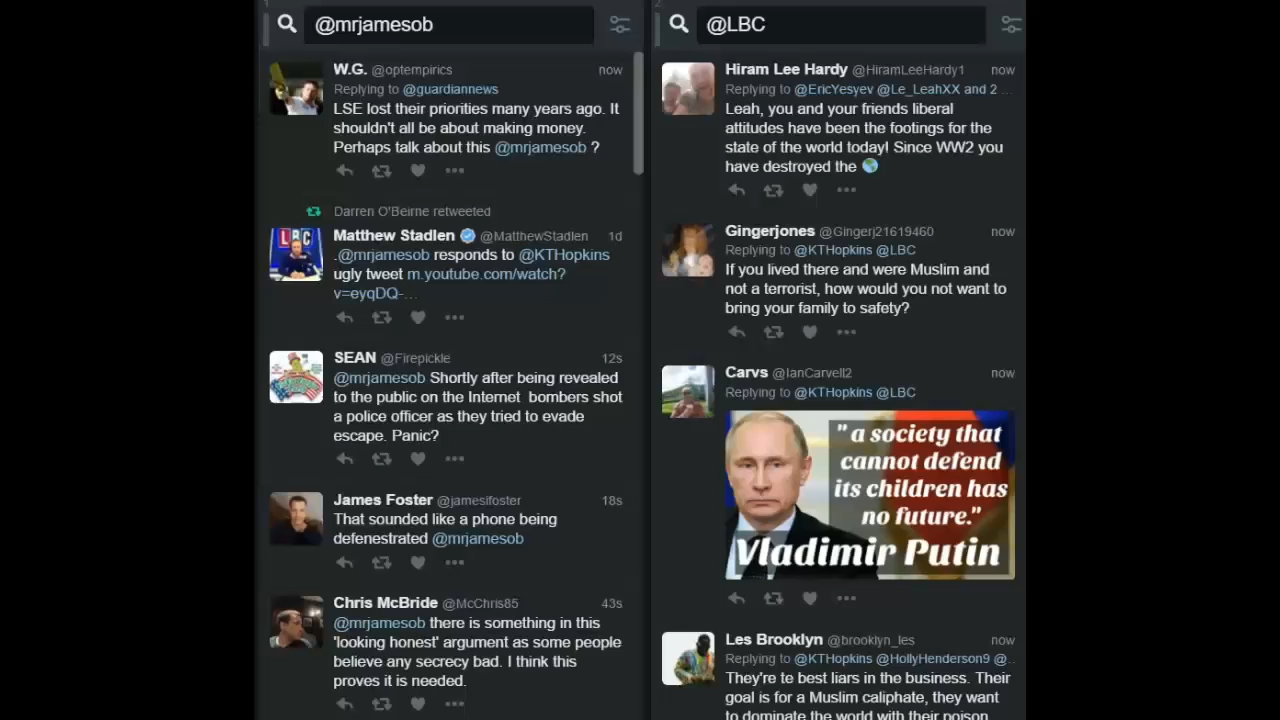 @mrjamesob
W.G. @optempirics now
Replying to @guardiannews
LSE lost their priorities many years ago. It
shouldn't all be about making money.
Perhaps talk about this @mrjamesob ?
Darren O'Beirne retweeted
Matthew Stadlen @MatthewStadlen 1d
.@mrjamesob responds to @KTHopkins
ugly tweet m.youtube.com/watch?
v=eyqDQ-…
LBC
SEAN @Firepickle 12s
@mrjamesob Shortly after being revealed
to the public on the Internet bombers shot
a police officer as they tried to evade
escape. Panic?
James Foster @jamesifoster 18s
That sounded like a phone being
defenestrated @mrjamesob
Chris McBride @McChris85 43s
@mrjamesob there is something in this
'looking honest' argument as some people
believe any secrecy bad. I think this
proves it is needed.
2
@LBC
Hiram Lee Hardy @HiramLeeHardy1 now
Replying to @EricYesyev @Le_LeahXX and 2 ...
Leah, you and your friends liberal
attitudes have been the footings for the
state of the world today! Since WW2 you
have destroyed the 🌎
Gingerjones @Gingerj21619460 now
Replying to @KTHopkins @LBC
If you lived there and were Muslim and
not a terrorist, how would you not want to
bring your family to safety?
Carvs @IanCarvell2 now
Replying to @KTHopkins @LBC
" a society that
cannot defend
its children has
no future."
Vladimir Putin
Les Brooklyn @brooklyn_les now
Replying to @KTHopkins @HollyHenderson9 @..
They're te best liars in the business. Their
goal is for a Muslim caliphate, they want
to dominate the world with their poison